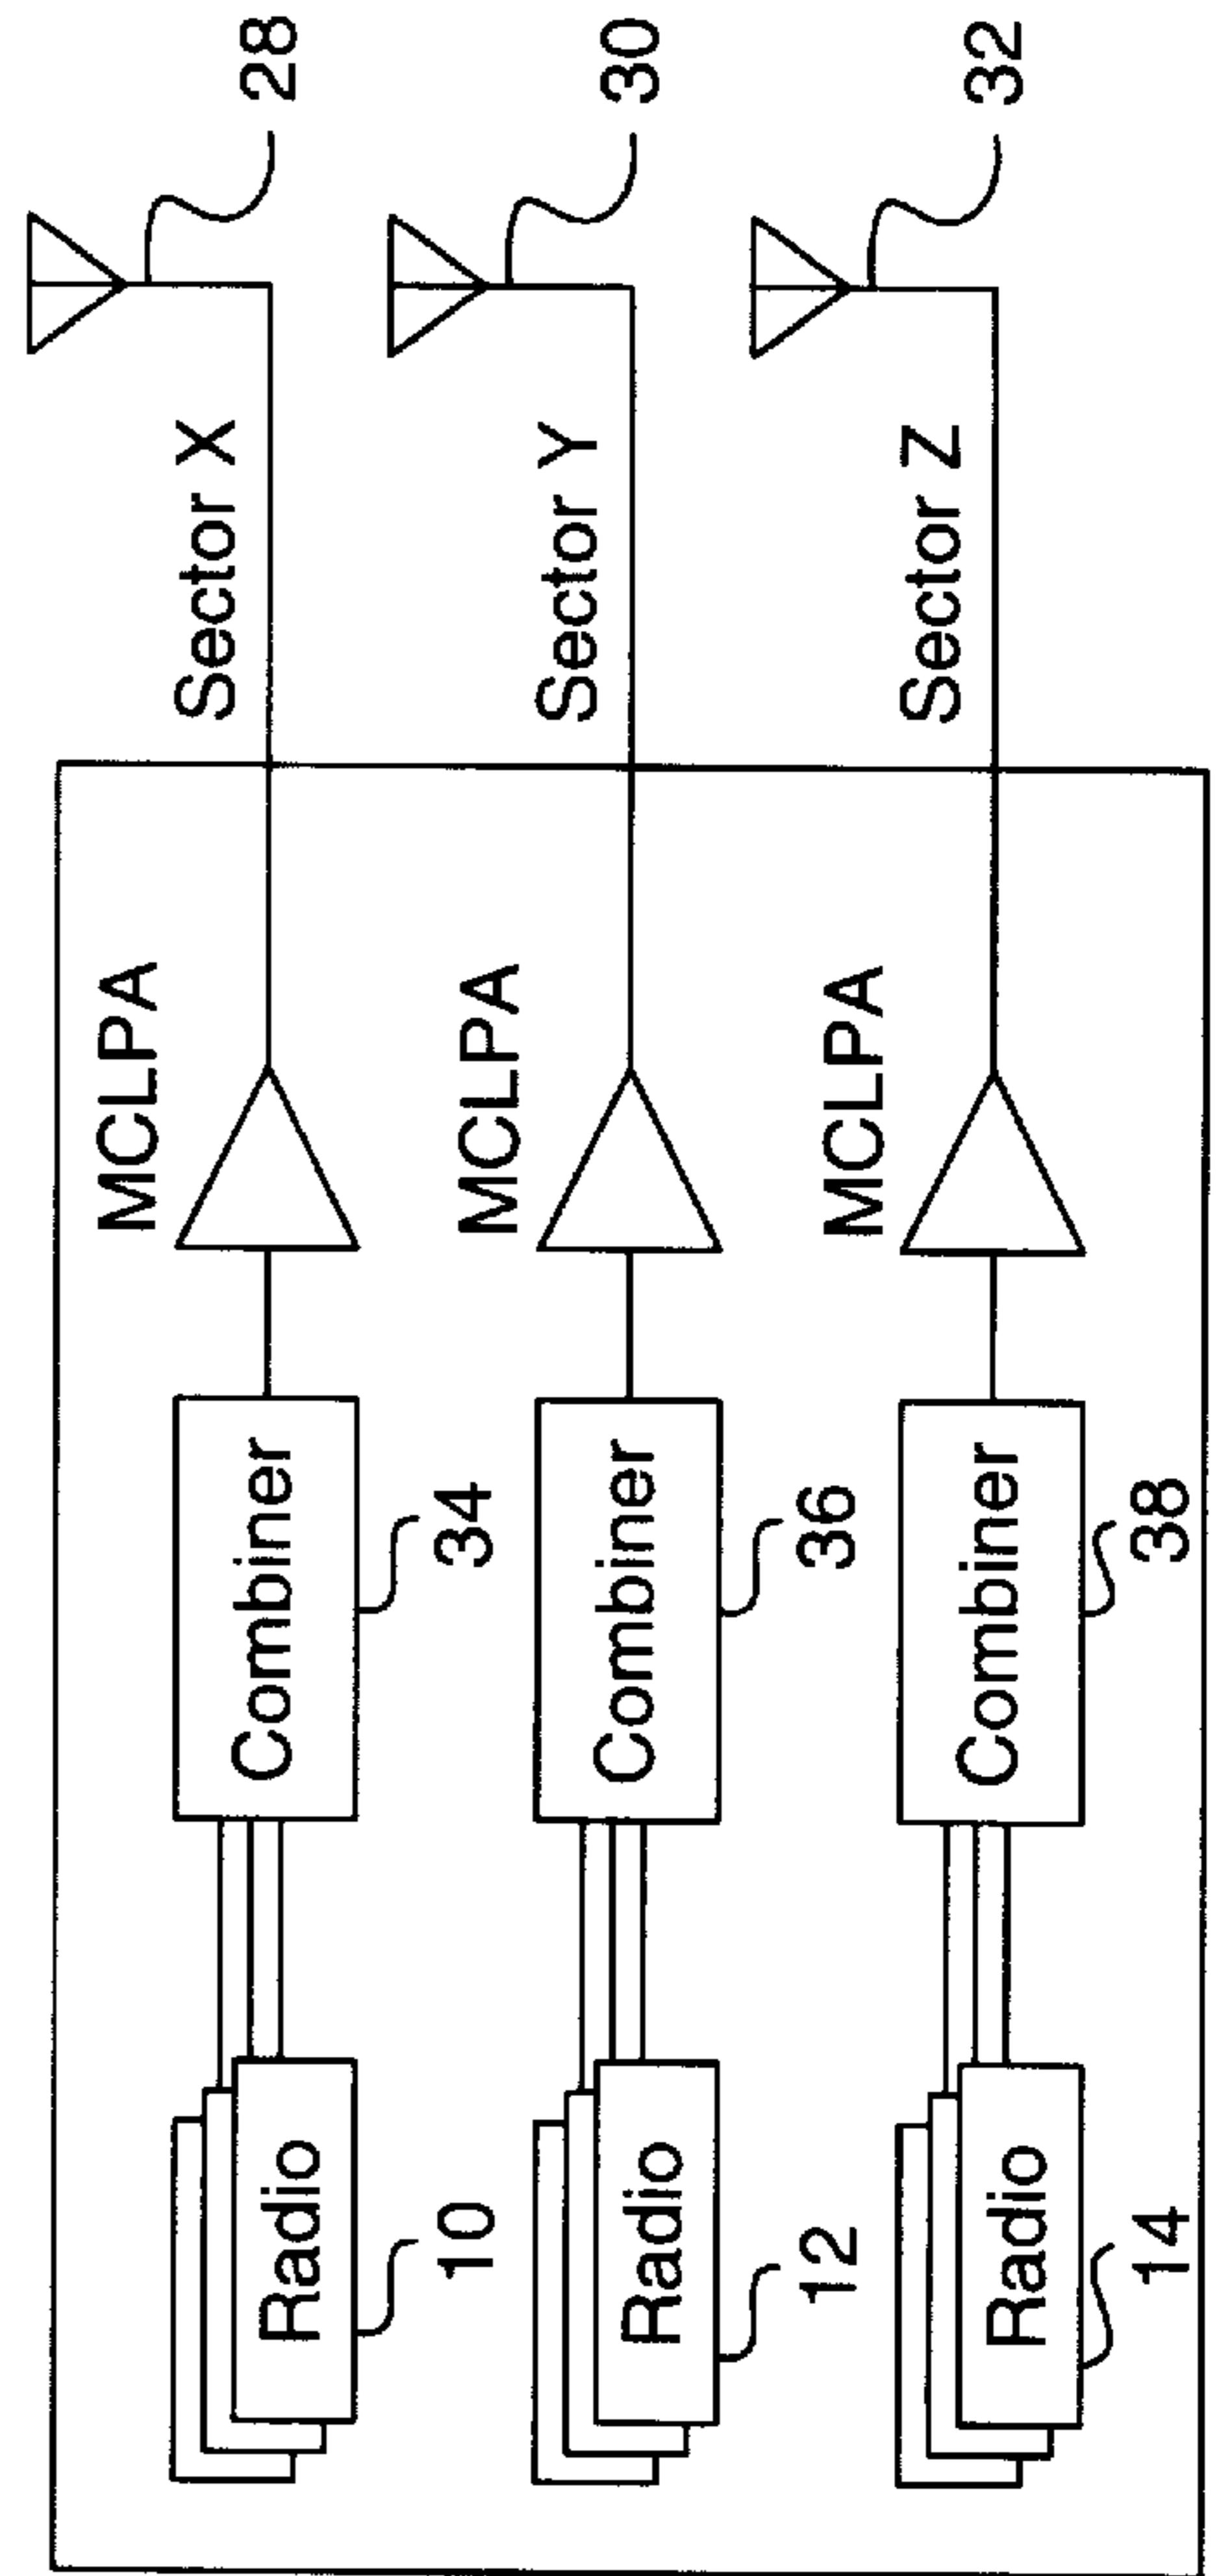 Radio
10
Combiner
34
MCLPA
Sector X
28
Radio
12
Combiner
36
MCLPA
Sector Y
30
Radio
14
Combiner
38
MCLPA
Sector Z
32